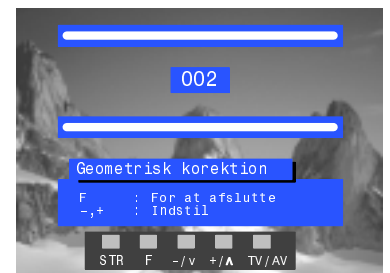 002
Geometrisk korektion
F : For at afslutte
-,+ : Indstil
STR F -/v +/ʌ TV/AV